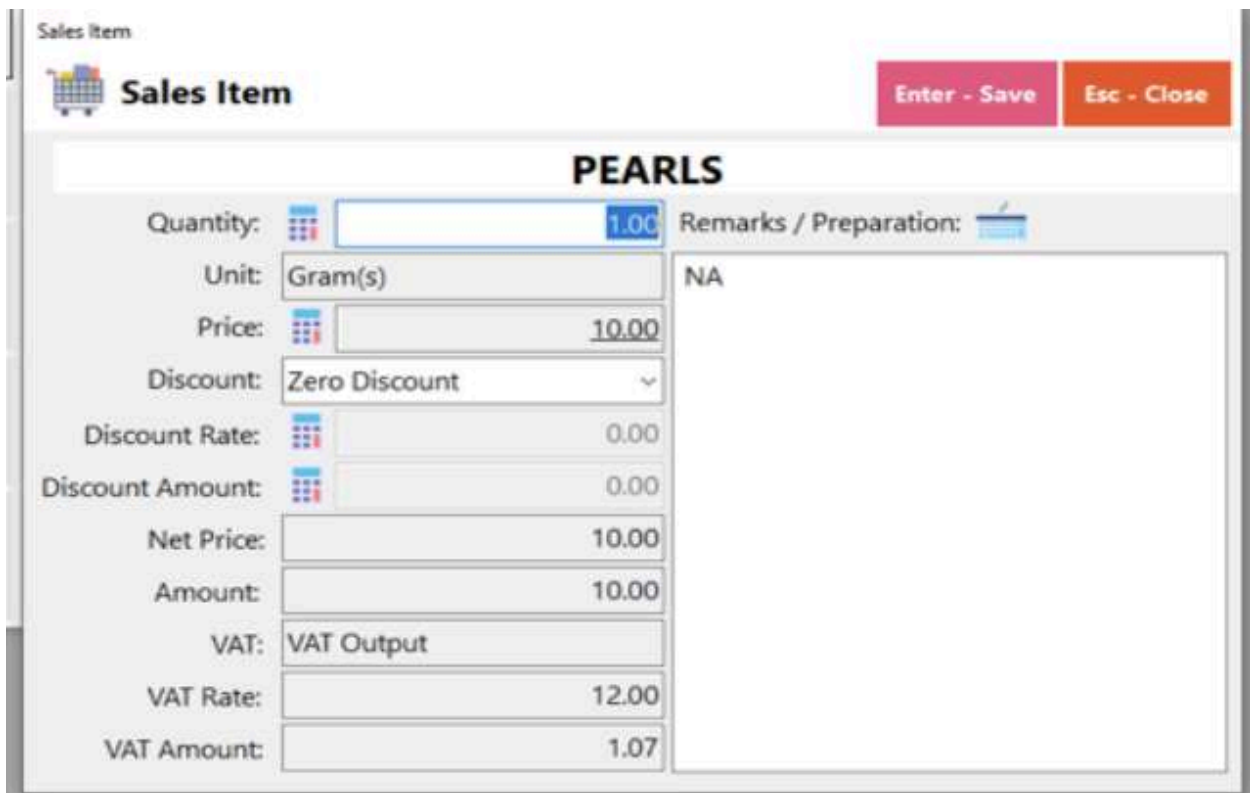 Sales Item
Sales Item
Enter - Save
Esc - Close
PEARLS
Quantity: 1.00
Remarks / Preparation:
Unit: Gram(s)
NA
Price: 10.00
Discount: Zero Discount
Discount Rate: 0.00
Discount Amount: 0.00
Net Price: 10.00
Amount: 10.00
VAT: VAT Output
VAT Rate: 12.00
VAT Amount: 1.07